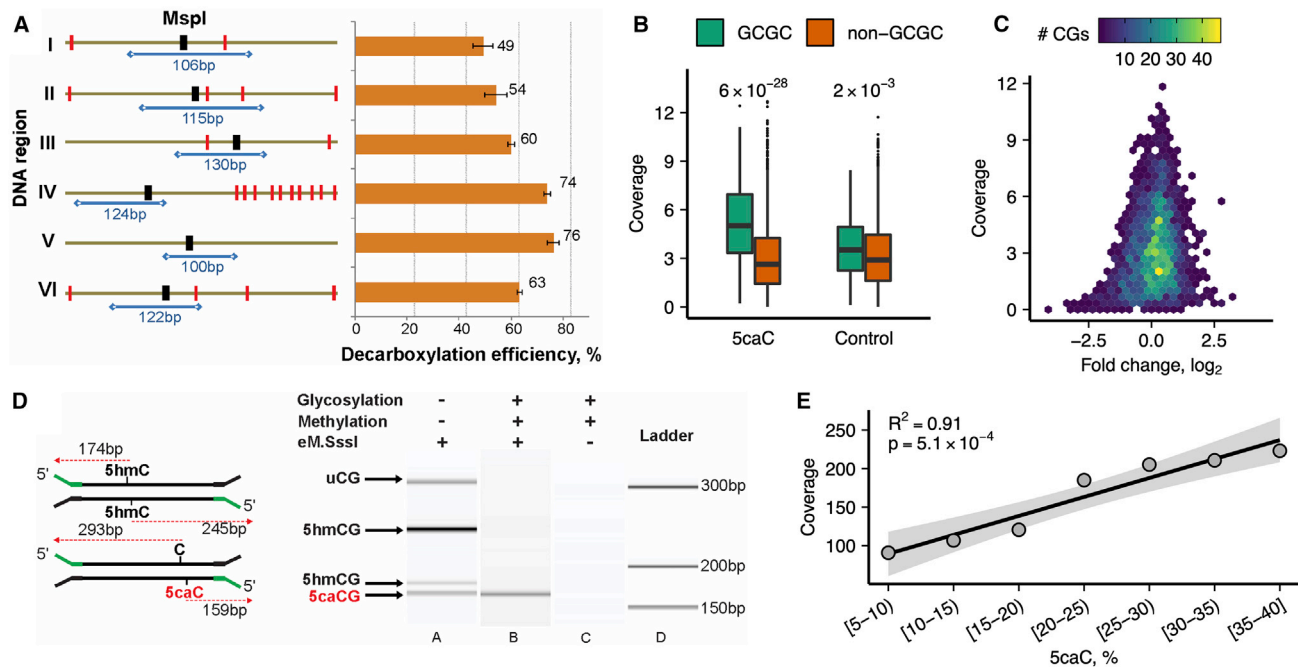 A
MspI
DNA region
I
106bp
II
115bp
III
130bp
IV
124bp
V
100bp
VI
122bp
49
54
60
74
76
63
0 20 40 60 80
Decarboxylation efficiency, %
B
GCGC non−GCGC
6 × 10⁻²⁸ 2 × 10⁻³
Coverage
12
9
6
3
0
5caC Control
C
# CGs
10 20 30 40
Coverage
12
9
6
3
0
−2.5 0.0 2.5
Fold change, log₂
D
174bp
5' 5hmC
5hmC 5'
293bp 245bp
5' C
5caC 5'
159bp
Glycosylation - + +
Methylation - + +
eM.SssI + + -
Ladder
uCG
5hmCG
5hmCG
5caCG
300bp
200bp
150bp
A B C D
E
R² = 0.91
p = 5.1 × 10⁻⁴
Coverage
250
200
150
100
[5−10) [10−15) [15−20) [20−25) [25−30) [30−35) [35−40]
5caC, %